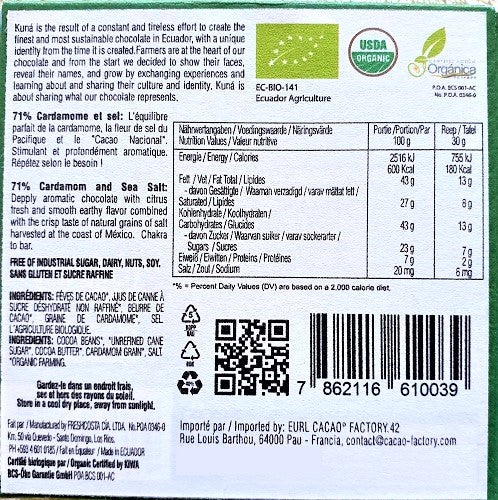 Kuná is the result of a constant and tireless effort to create the
finest and most sustainable chocolate in Ecuador, with a unique
identity from the time it is created.Farmers are at the heart of our
chocolate and from the start we decided to show their faces,
reveal their names, and grow by exchanging experiences and
learning about and sharing their culture and identity, Kuná is
about sharing what our chocolate represents.
EC-BIO-141
Ecuador Agriculture
USDA
ORGANIC
Orgánica
P.O.A. BCS 001-AC
No. P.O.A. 0346-0
71% Cardamome et sel: L'équilibre
parfait de la cardamome, la fleur de sel du
Pacifique et le "Cacao Nacional".
Stimulant et profondément aromatique.
Répétez selon le besoin !
71% Cardamom and Sea Salt:
Depply aromatic chocolate with citrus
fresh and smooth earthy flavor combined
with the crisp taste of natural grains of salt
harvested at the coast of México. Chakra
to bar.
FREE OF INDUSTRIAL SUGAR, DAIRY, NUTS, SOY.
SANS GLUTEN ET SUCRE RAFFINE
INGRÉDIENTS: FÈVES DE CACAO*, JUS DE CANNE À
SUCRE DÉSHYDRATÉ NON RAFFINÉ*, BEURRE DE
CACAO*, GRAINE DE CARDAMOME*, SEL
L'AGRICULTURE BIOLOGIQUE.
INGREDIENTS: COCOA BEANS*, *UNREFINED CANE
SUGAR*, COCOA BUTTER*, CARDAMOM GRAIN*, SALT
*ORGANIC FARMING.
Gardez-le dans un endroit frais,
sec et hors des rayons du soleil.
Store in a cool dry place, away from sunlight.
Fait par / Manufactured by FRESHCOSTA CÍA. LTDA. No.POA 0346-0
Km, 50 vía Quevedo - Santo Domingo, Los Ríos.
PH +593 4 601 0185 / Fait en Equateur / Made in ECUADOR
Certifié biologique par / Organic Certified by KIWA
BCS-Öko Garantie GmbH POA BCS 001-AC
Nährwertangaben / Voedingswaarde / Näringsvärde
Nutrition Values / Valeur nutritive
Portie /Portion/Par
100 g
Reep / Tafel
30 g
Energie / Energy / Calories 2516 kJ 755 kJ
600 Kcal 180 Kcal
Fett / Vet / Fat Total / Lipides 43 g 13 g
- davon Gesättigte / Waarvan verzadigd / varav mättat fett /
Saturated / Lipides 27 g 8 g
Kohlenhydrate / Koolhydraten /
Carbohydrates / Glucides 43 g 13 g
- davon Zucker / Waarvan suiker / varav sockerarter /
Sugars / Sucres 23 g 7 g
Eiweiß / Eiwitten / Proteins / Protéines 7 g 2 g
Salz / Zout / Sodium 20 mg 6 mg
*% = Percent Daily Values (DV) are based on a 2,000 calorie diet.
5
7 862116 610039
Importé par / Imported by: EURL CACAO° FACTORY.42
Rue Louis Barthou, 64000 Pau - Francia, contact@cacao-factory.com